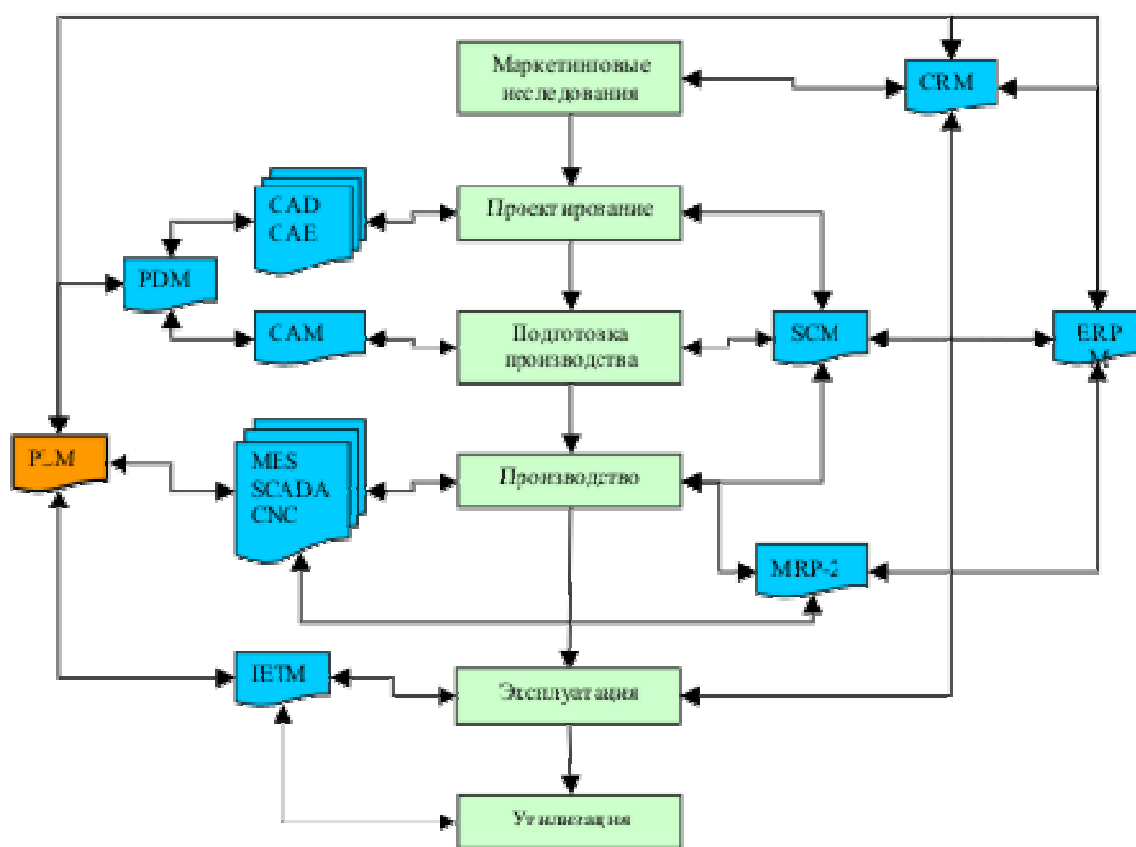 Маркетинговые
исследования
CRM
CAD
CAE
Проектирование
PDM
CAM
Подготовка
производства
SCM
ERP
M
PLM
MES
SCADA
CNC
Производство
MRP-2
IETM
Эксплуатация
Утилизация